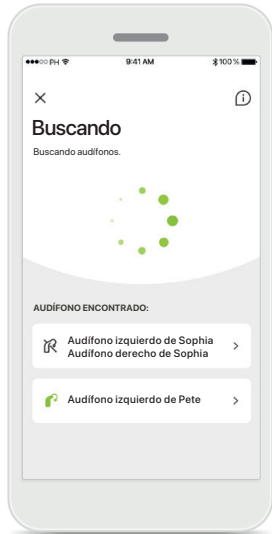 PH 9:41 AM 100 %
Buscando
Buscando audífonos.
AUDÍFONO ENCONTRADO:
Audífono izquierdo de Sophia
Audífono derecho de Sophia
Audífono izquierdo de Pete